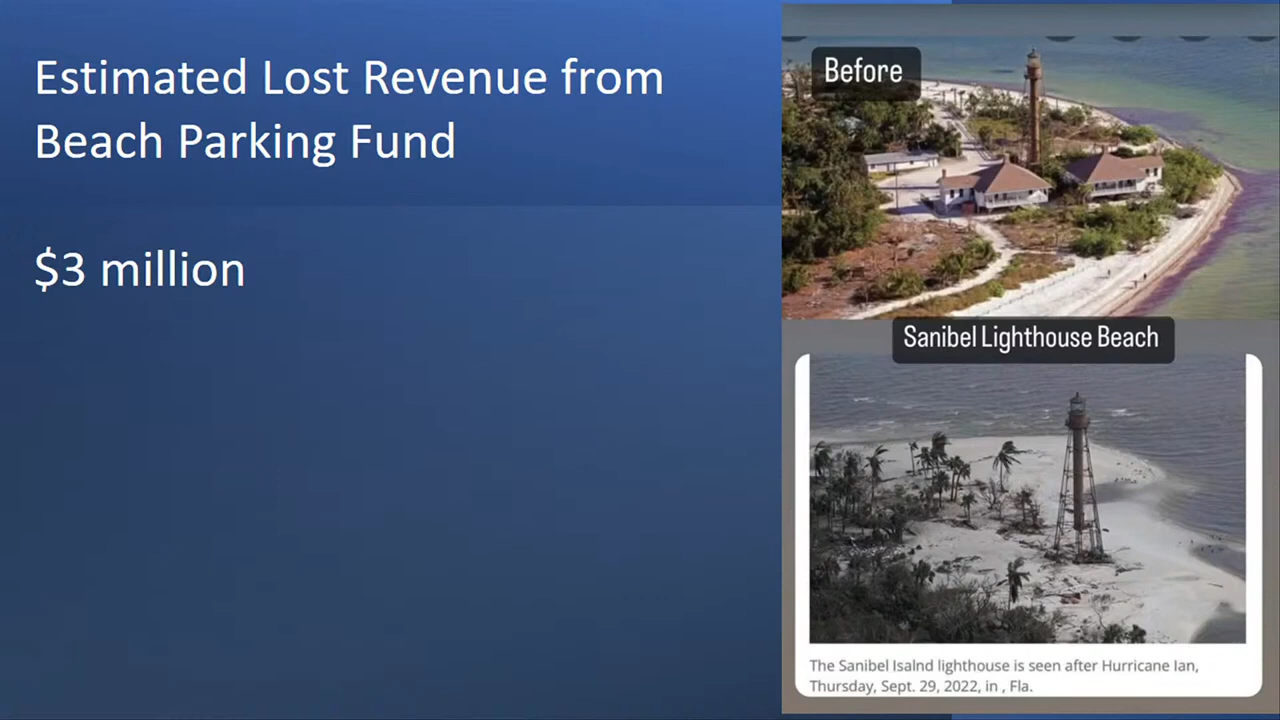 Estimated Lost Revenue from
Beach Parking Fund
$3 million
Before
Sanibel Lighthouse Beach
The Sanibel Isalnd lighthouse is seen after Hurricane Ian,
Thursday, Sept. 29, 2022, in , Fla.